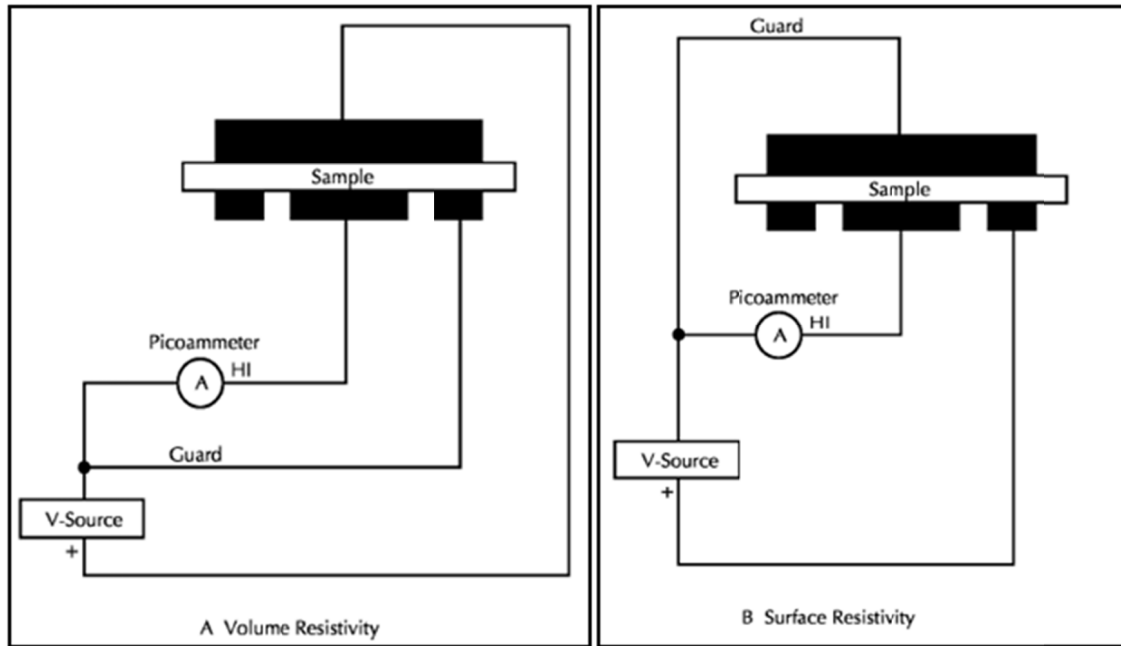 Sample
Picoammeter
HI
A
Guard
V-Source
+
A Volume Resistivity
Guard
Sample
Picoammeter
HI
A
V-Source
+
B Surface Resistivity